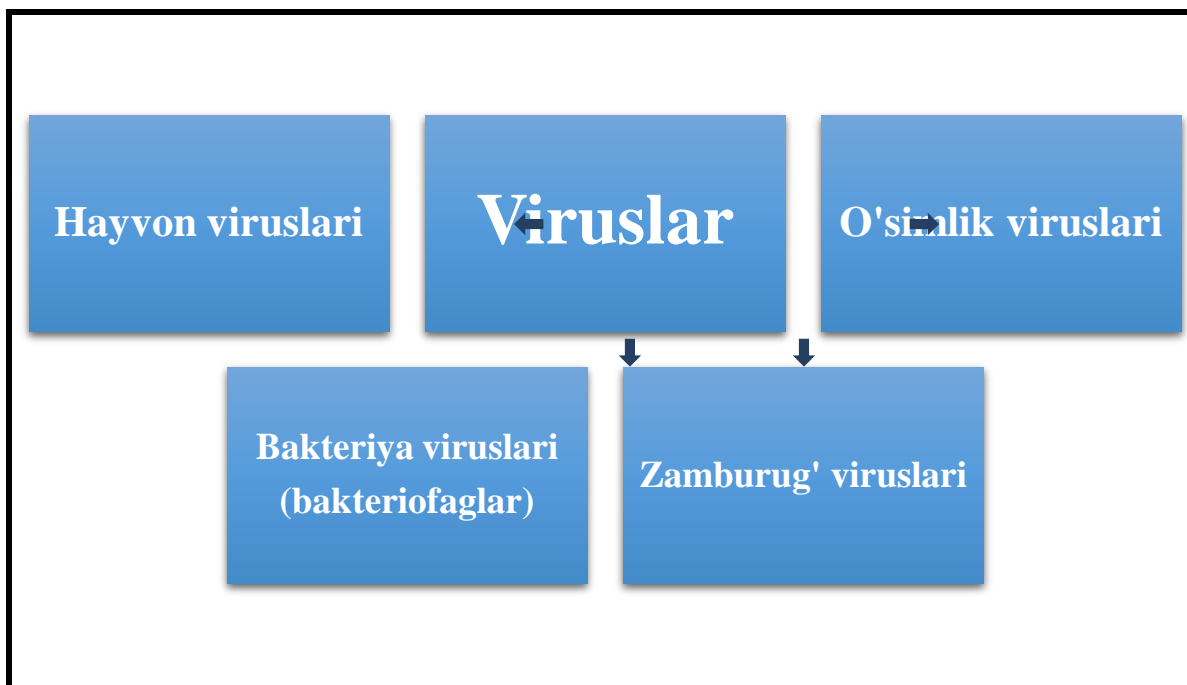 Hayvon viruslari
Viruslar
O'simlik viruslari
Bakteriya viruslari
(bakteriofaglar)
Zamburug' viruslari